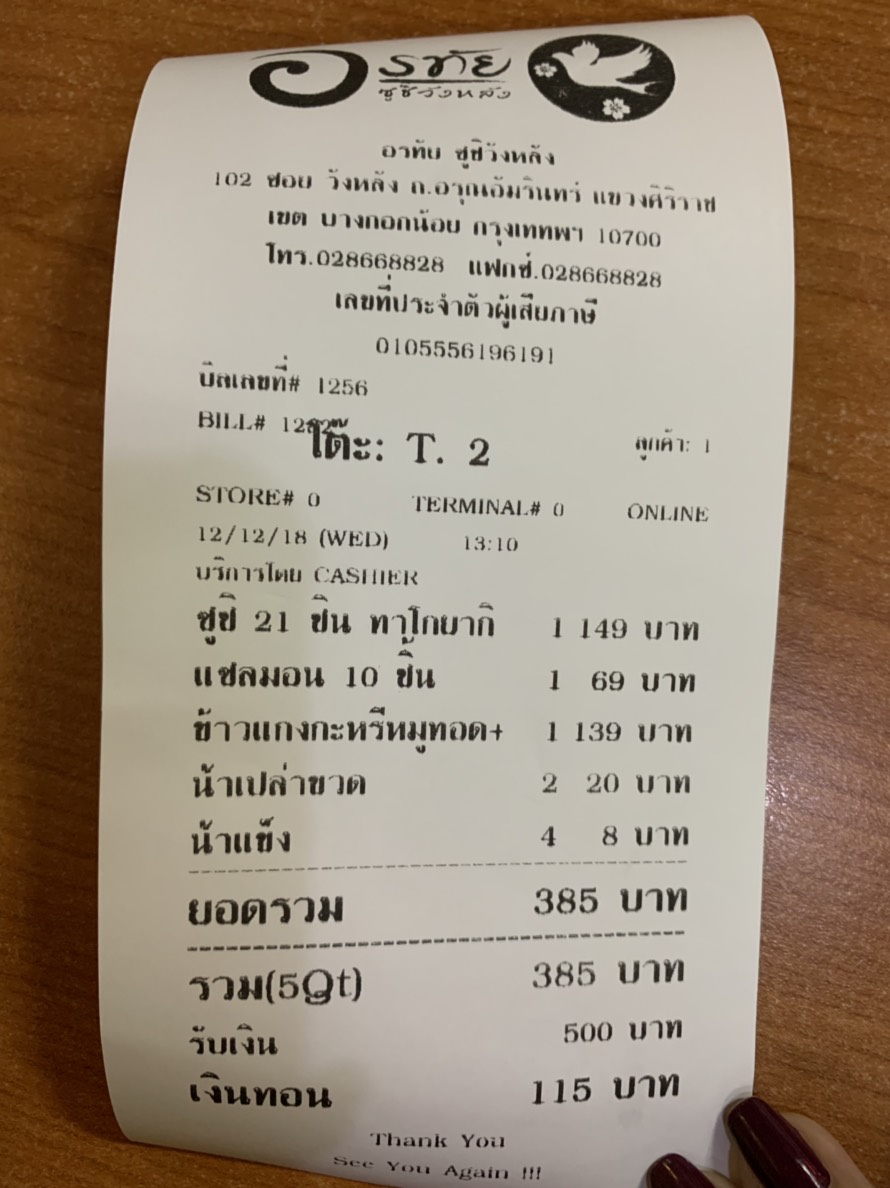 อรทัย
ซูชิวังหลัง
อรทัย ซูชิวังหลัง
102 ซอย วังหลัง ถ.อรุณอัมรินทร์ แขวงศิริราช
เขต บางกอกน้อย กรุงเทพฯ 10700
โทร.028668828 แฟกซ์.028668828
เลขที่ประจำตัวผู้เสียภาษี
0105556196191
บิลเลขที่# 1256
BILL#
โต๊ะ: T. 2 ลูกค้า: 1
STORE# 0 TERMINAL# 0 ONLINE
12/12/18 (WED) 13:10
บริการโดย CASHIER
ซูชิ 21 ชิ้น ทาโกยากิ 1 149 บาท
แซลมอน 10 ชิ้น 1 69 บาท
ข้าวแกงกะหรี่หมูทอด+ 1 139 บาท
น้ำเปล่าขวด 2 20 บาท
น้ำแข็ง 4 8 บาท
ยอดรวม 385 บาท
รวม(5Qt) 385 บาท
รับเงิน 500 บาท
เงินทอน 115 บาท
Thank You
See You Again !!!